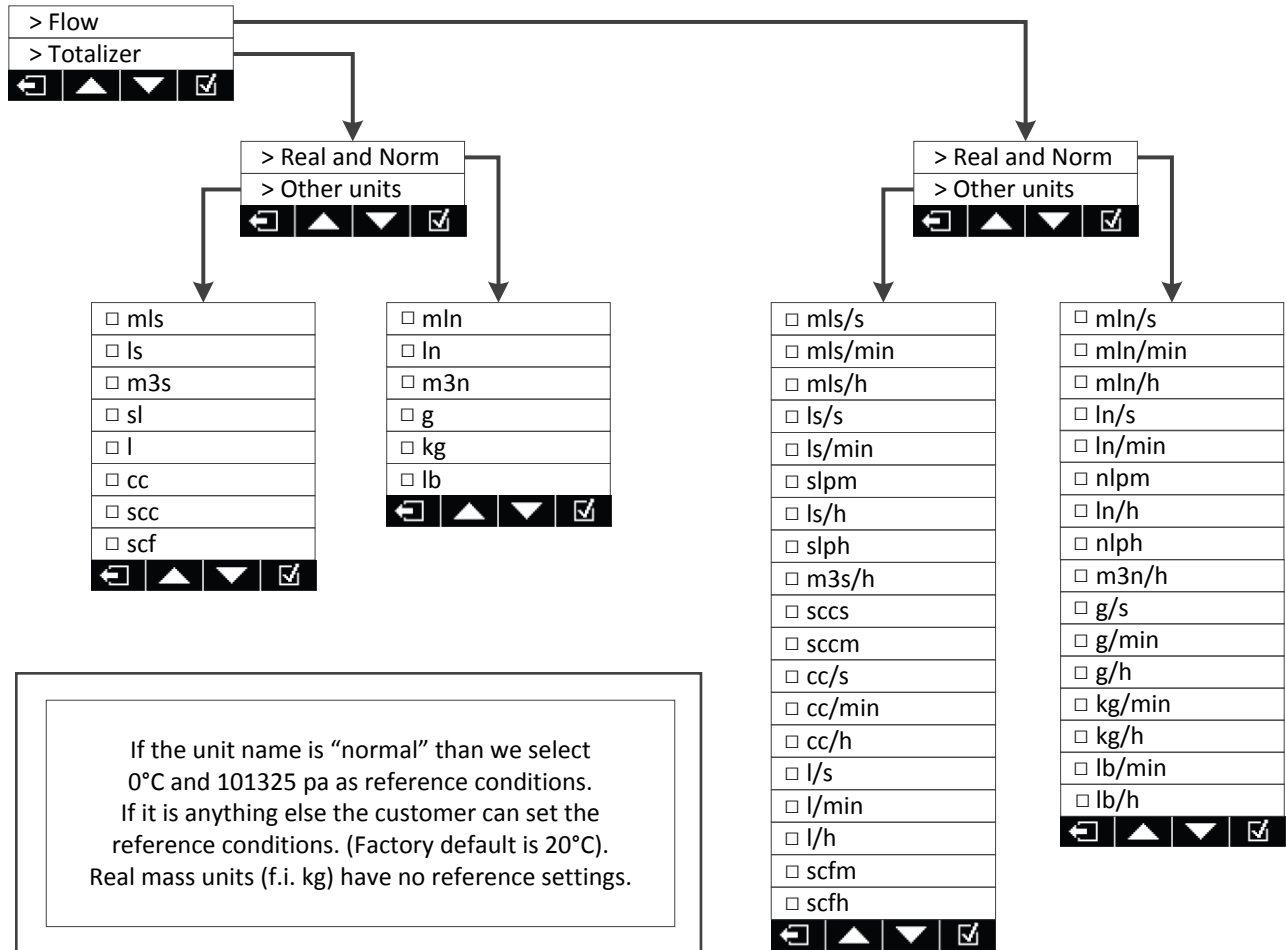 > Flow
> Totalizer
> Real and Norm
> Other units
> Real and Norm
> Other units
□ mls
□ ls
□ m3s
□ sl
□ l
□ cc
□ scc
□ scf
□ mln
□ ln
□ m3n
□ g
□ kg
□ lb
□ mls/s
□ mls/min
□ mls/h
□ ls/s
□ ls/min
□ slpm
□ ls/h
□ slph
□ m3s/h
□ sccs
□ sccm
□ cc/s
□ cc/min
□ cc/h
□ l/s
□ l/min
□ l/h
□ scfm
□ scfh
□ mln/s
□ mln/min
□ mln/h
□ ln/s
□ ln/min
□ nlpm
□ ln/h
□ nlph
□ m3n/h
□ g/s
□ g/min
□ g/h
□ kg/min
□ kg/h
□ lb/min
□ lb/h
If the unit name is “normal” than we select
0°C and 101325 pa as reference conditions.
If it is anything else the customer can set the
reference conditions. (Factory default is 20°C).
Real mass units (f.i. kg) have no reference settings.